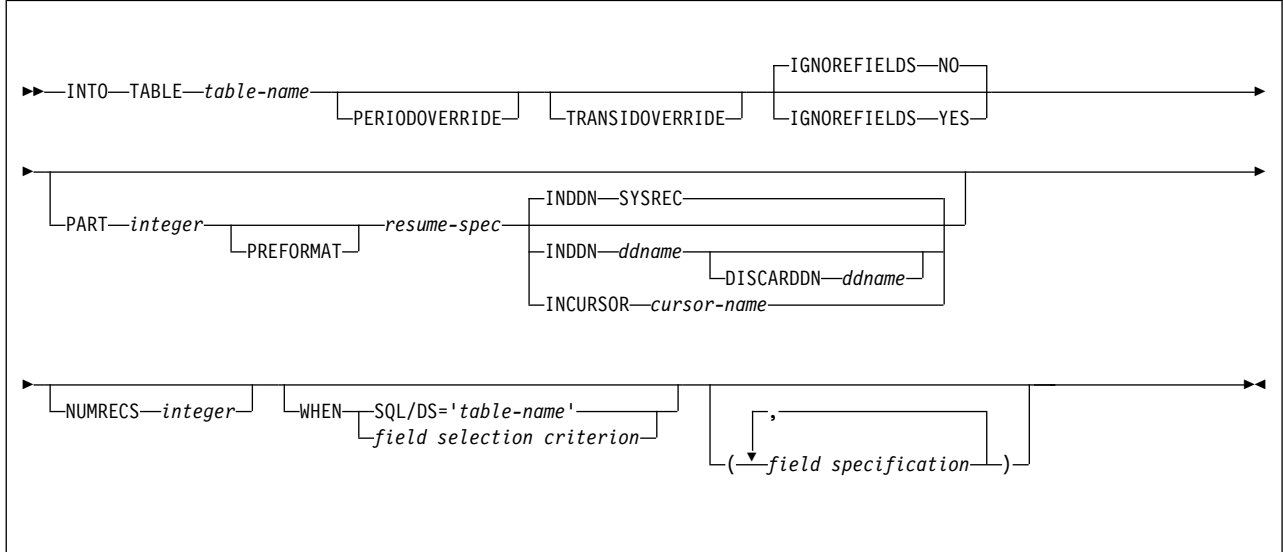 IGNOREFIELDS NO
INTO TABLE table-name
PERIODOVERRIDE TRANSIDOVERRIDE IGNOREFIELDS YES
INDDN SYSREC
PART integer resume-spec
PREFORMAT INDDN ddname
DISCARDDN ddname
INCURSOR cursor-name
NUMRECS integer WHEN SQL/DS='table-name' ,
field selection criterion
( field specification )